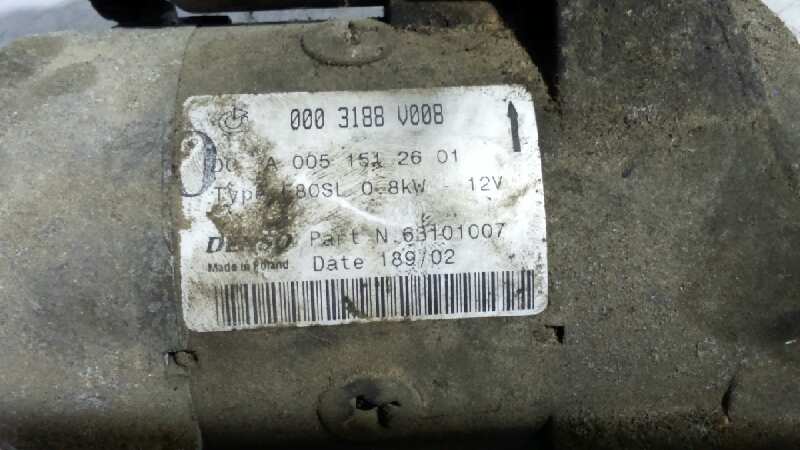 000 3188 V008
A 005 151 26 01
Type E80SL 0.8kW - 12V
DENSO Part N.63101007
Made in Poland Date 189/02